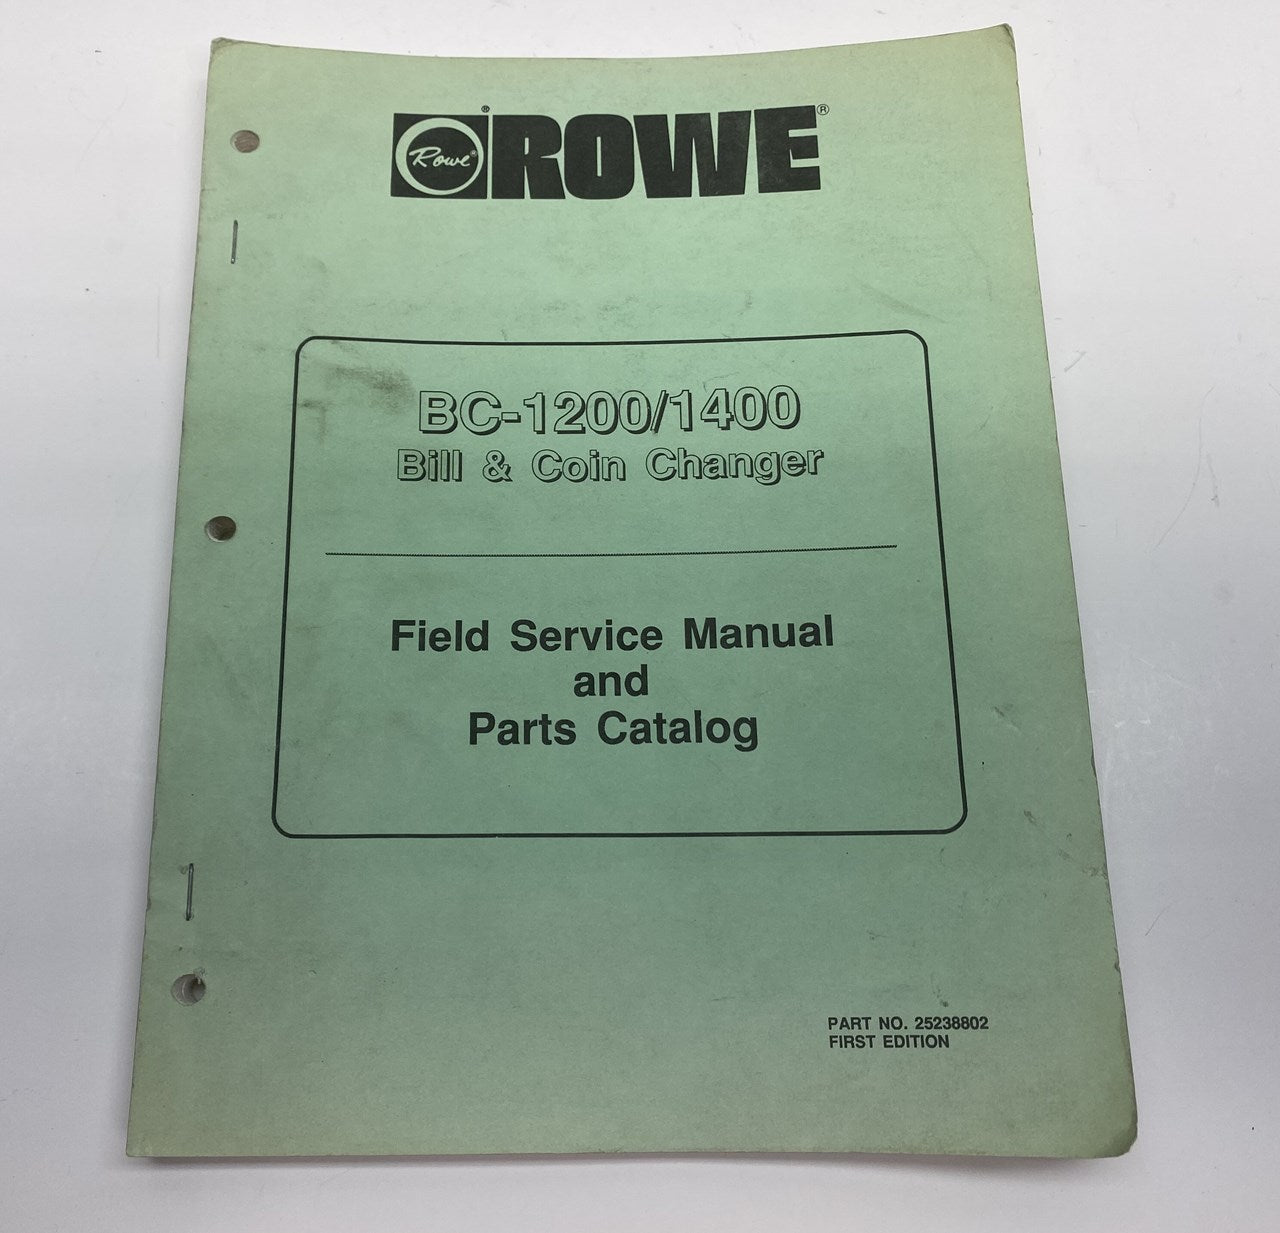 Rowe®
® ROWE®
BC-1200/1400
Bill & Coin Changer
Field Service Manual
and
Parts Catalog
PART NO. 25238802
FIRST EDITION